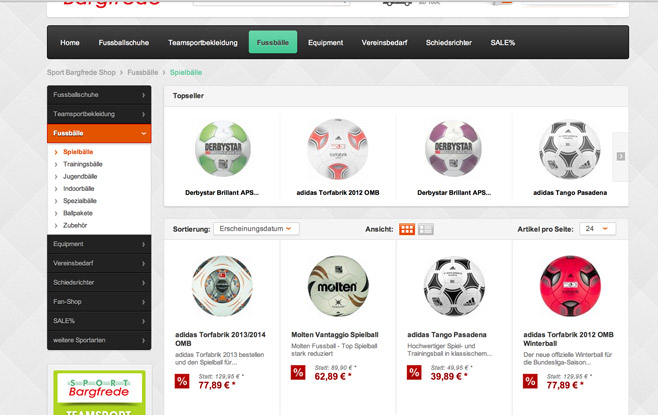 Bargfrede
Home Fussballschuhe Teamsportbekleidung Fussbälle Equipment Vereinsbedarf Schiedsrichter SALE%
Sport Bargfrede Shop > Fussbälle > Spielbälle
Fussballschuhe
Teamsportbekleidung
Fussbälle
Spielbälle
Trainingsbälle
Jugendbälle
Indoorbälle
Spezialbälle
Ballpakete
Zubehör
Equipment
Vereinsbedarf
Schiedsrichter
Fan-Shop
SALE%
weitere Sportarten
SPORT
Bargfrede
TEAMSPORT
Topseller
DERBYSTAR
DERBYSTAR
Derbystar Brillant APS...
adidas Torfabrik 2012 OMB
Derbystar Brillant APS...
adidas Tango Pasadena
Sortierung: Erscheinungsdatum
Ansicht:
Artikel pro Seite: 24
molten
adidas Torfabrik 2013/2014
OMB
adidas Torfabrik 2013 bestellen
und den Spielball für...
% Statt: 129,95 € *
77,89 € *
Molten Vantaggio Spielball
Molten Fussball - Top Spielball
stark reduziert
% Statt: 89,90 € *
62,89 € *
adidas Tango Pasadena
Hochwertiger Spiel- und
Trainingsball in klassischem...
% Statt: 49,95 € *
39,89 € *
adidas Torfabrik 2012 OMB
Winterball
Der neue offizielle Winterball für
die Bundesliga-Saison...
% Statt: 129,95 € *
77,89 € *